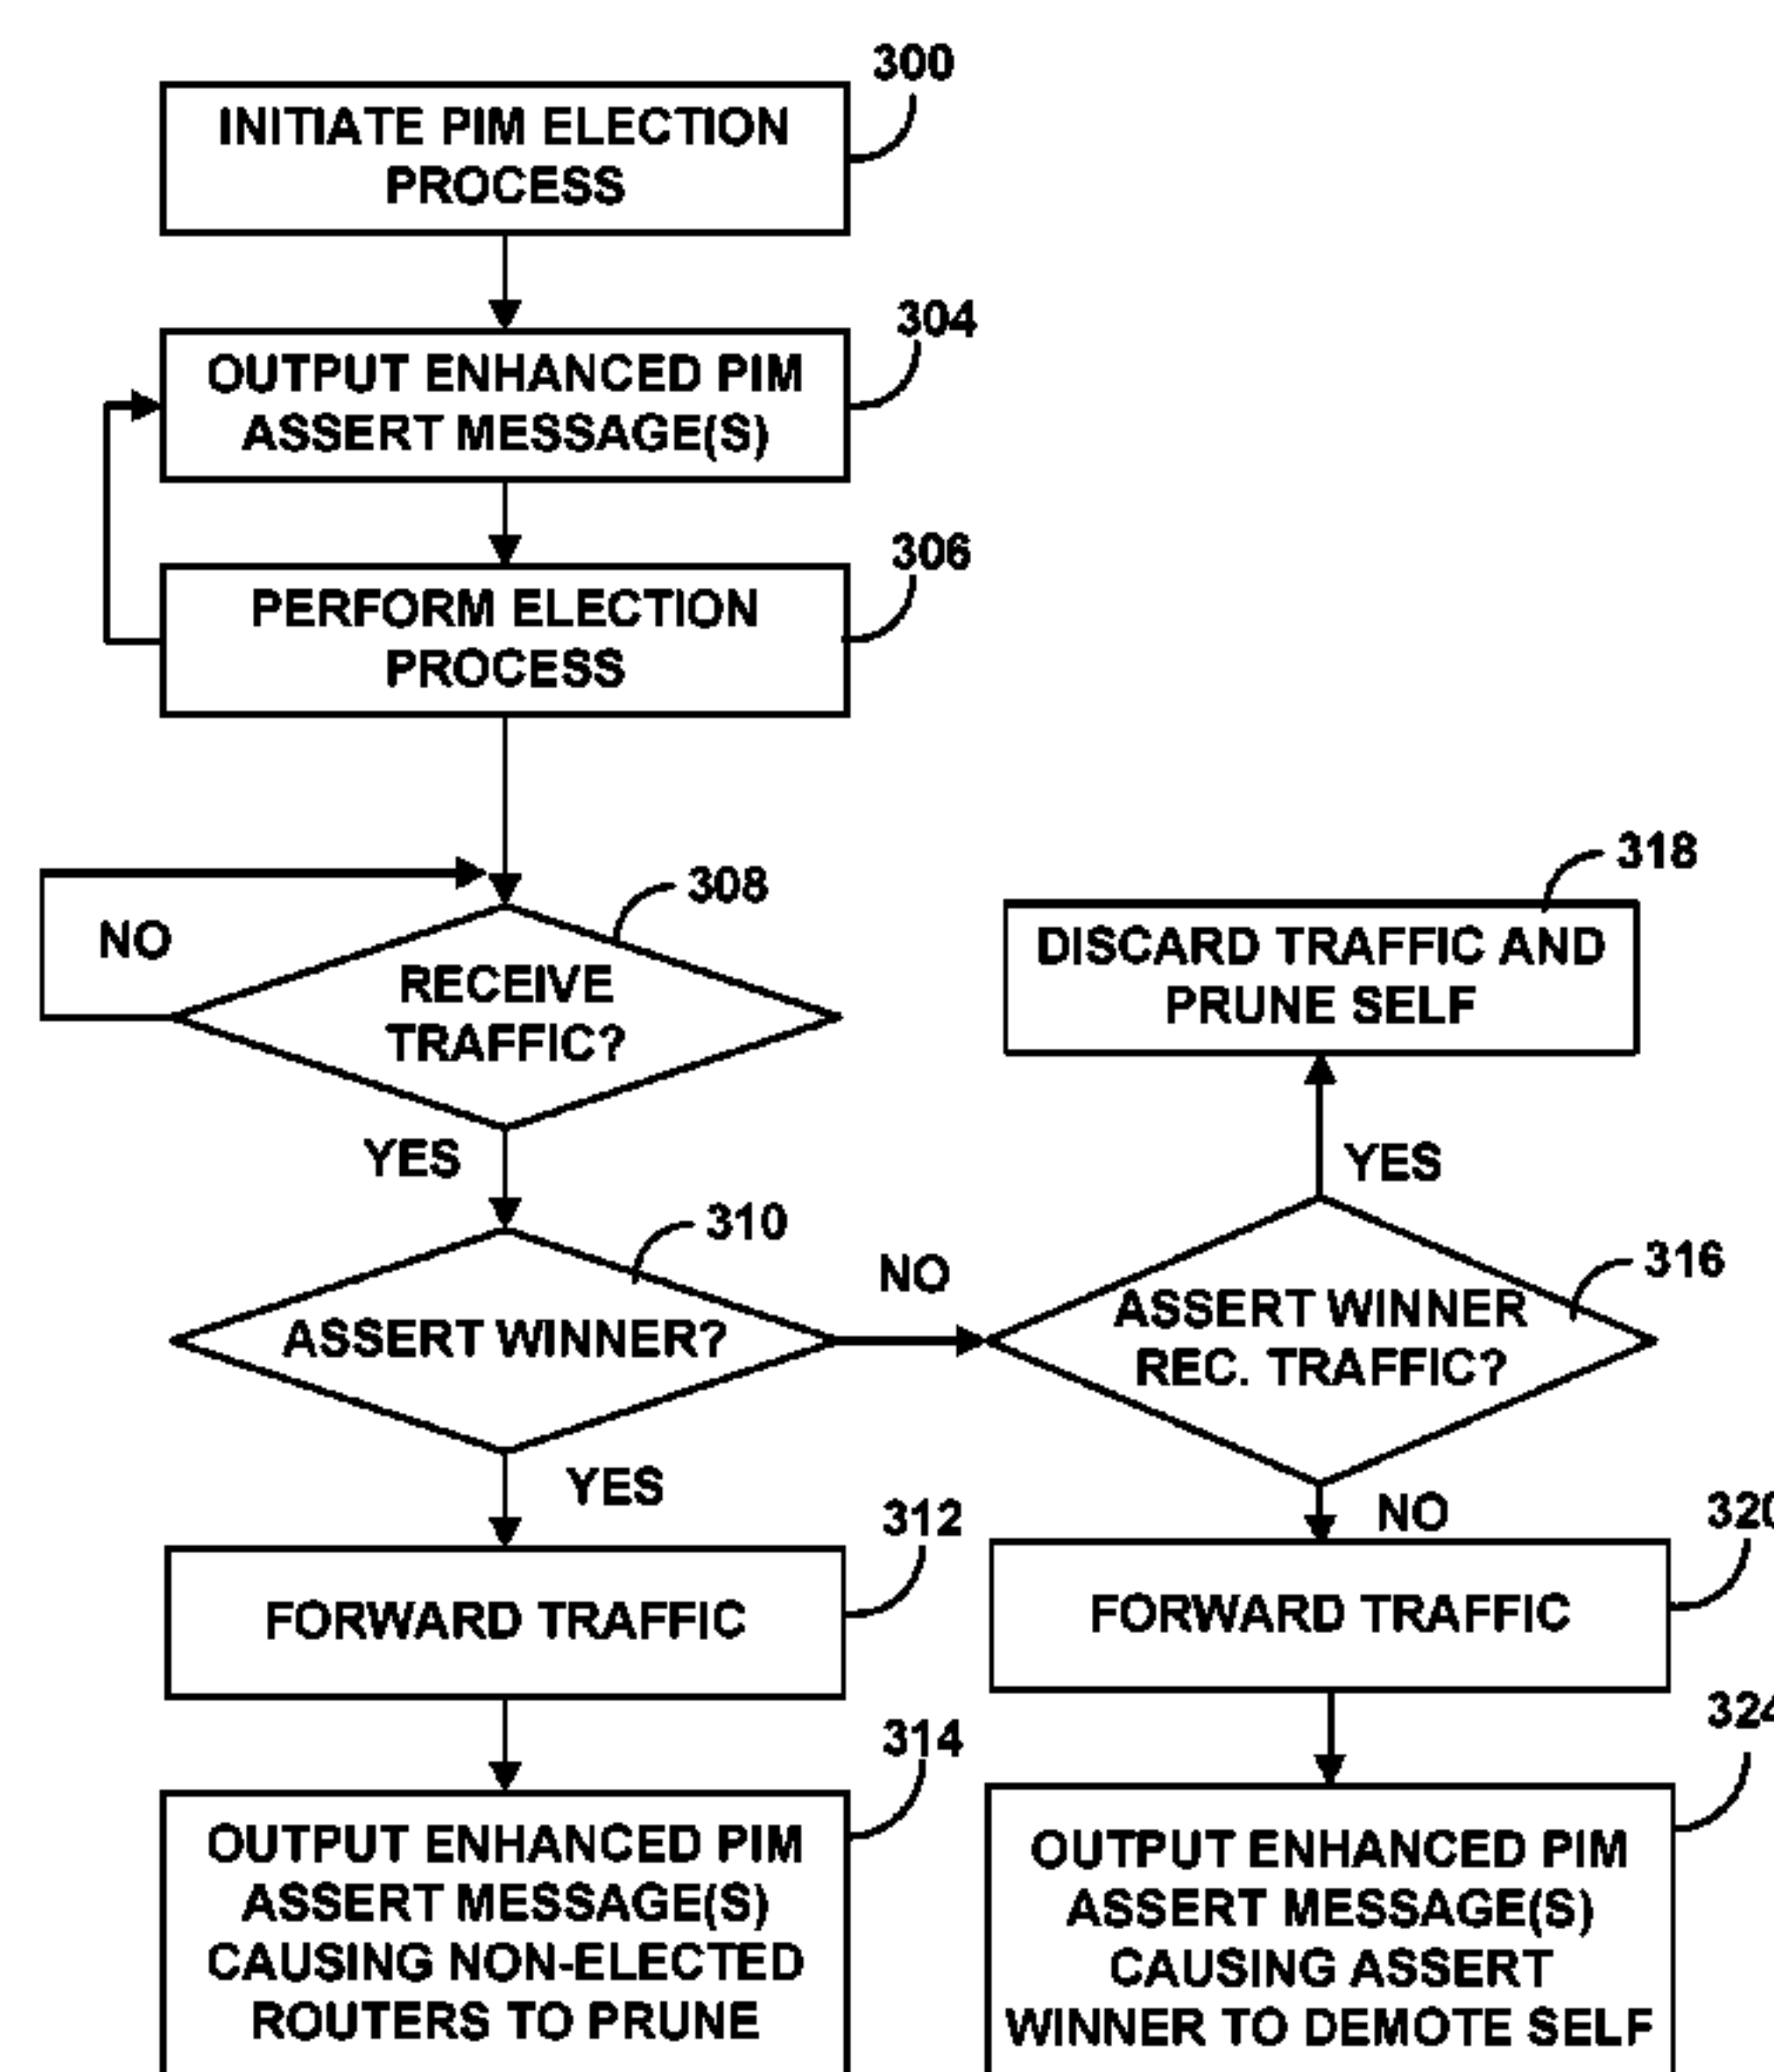 300
INITIATE PIM ELECTION
PROCESS
304
OUTPUT ENHANCED PIM
ASSERT MESSAGE(S)
306
PERFORM ELECTION
PROCESS
308
NO
RECEIVE
TRAFFIC?
YES
310
ASSERT WINNER?
NO
YES
312
FORWARD TRAFFIC
314
OUTPUT ENHANCED PIM
ASSERT MESSAGE(S)
CAUSING NON-ELECTED
ROUTERS TO PRUNE
318
DISCARD TRAFFIC AND
PRUNE SELF
YES
316
ASSERT WINNER
REC. TRAFFIC?
NO
320
FORWARD TRAFFIC
324
OUTPUT ENHANCED PIM
ASSERT MESSAGE(S)
CAUSING ASSERT
WINNER TO DEMOTE SELF